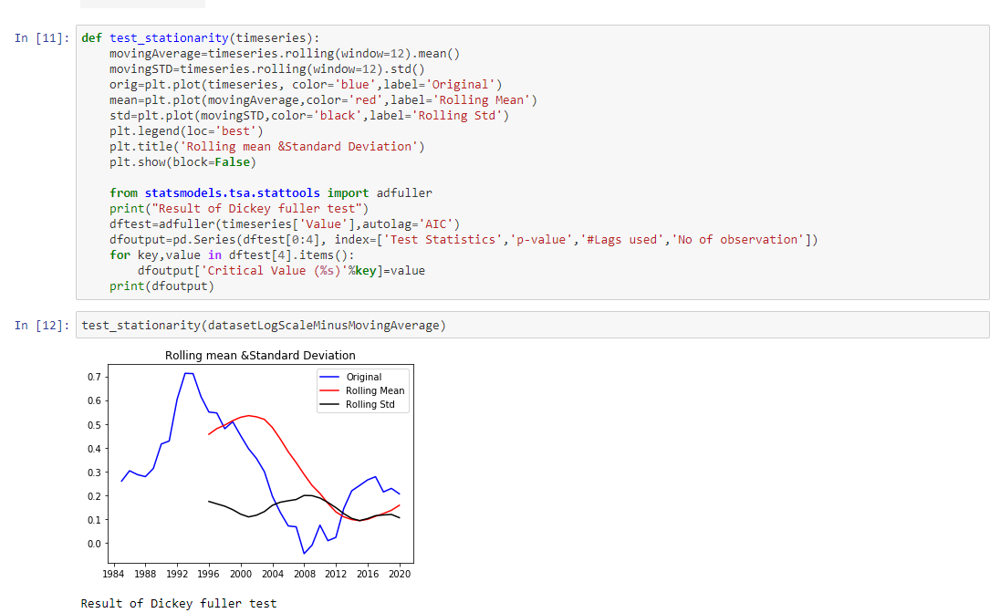 In [11]: def test_stationarity(timeseries):
    movingAverage=timeseries.rolling(window=12).mean()
    movingSTD=timeseries.rolling(window=12).std()
    orig=plt.plot(timeseries, color='blue',label='Original')
    mean=plt.plot(movingAverage,color='red',label='Rolling Mean')
    std=plt.plot(movingSTD,color='black',label='Rolling Std')
    plt.legend(loc='best')
    plt.title('Rolling mean &Standard Deviation')
    plt.show(block=False)
    from statsmodels.tsa.stattools import adfuller
    print("Result of Dickey fuller test")
    dftest=adfuller(timeseries['Value'],autolag='AIC')
    dfoutput=pd.Series(dftest[0:4], index=['Test Statistics','p-value','#Lags used','No of observation'])
    for key,value in dftest[4].items():
        dfoutput['Critical Value (%s)'%key]=value
    print(dfoutput)
In [12]: test_stationarity(datasetLogScaleMinusMovingAverage)
Rolling mean &Standard Deviation
Original
Rolling Mean
Rolling Std
0.7
0.6
0.5
0.4
0.3
0.2
0.1
0.0
1984 1988 1992 1996 2000 2004 2008 2012 2016 2020
Result of Dickey fuller test